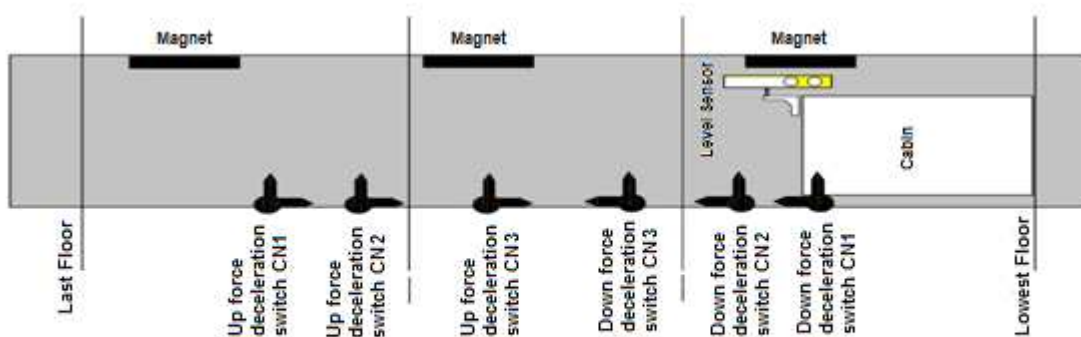 Magnet
Magnet
Magnet
Level sensor
Cabin
Last Floor
Up force
deceleration
switch CN1
Up force
deceleration
switch CN2
Up force
deceleration
switch CN3
Down force
deceleration
switch CN3
Down force
deceleration
switch CN2
Down force
deceleration
switch CN1
Lowest Floor